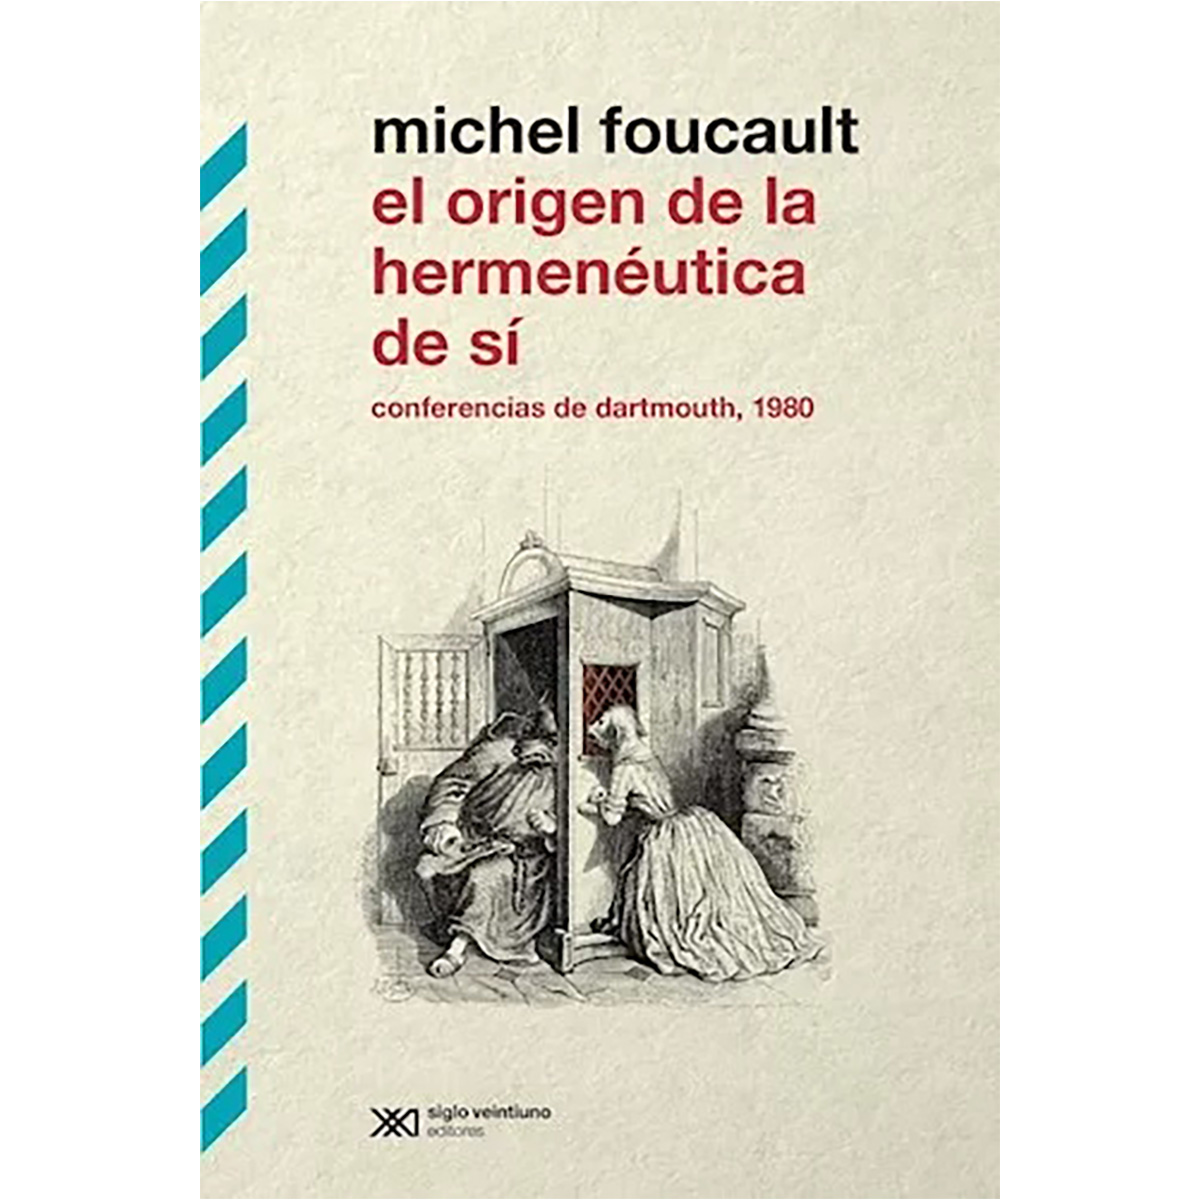 michel foucault
el origen de la
hermenéutica
de sí
conferencias de dartmouth, 1980
siglo veintiuno
editores